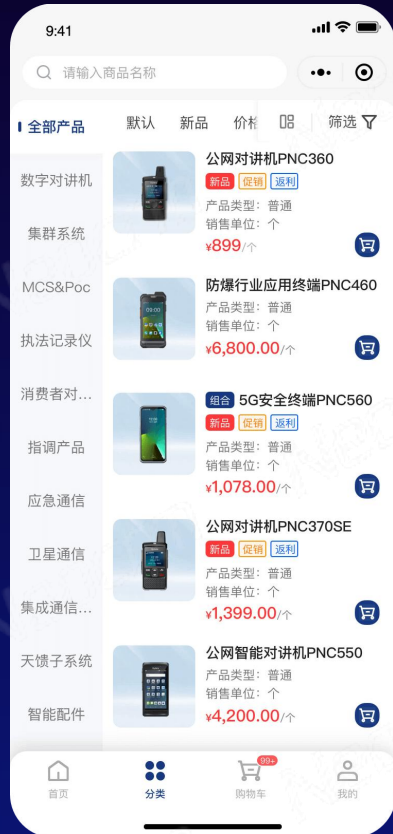 9:41
请输入商品名称
全部产品
数字对讲机
集群系统
MCS&Poc
执法记录仪
消费者对...
指调产品
应急通信
卫星通信
集成通信...
天馈子系统
智能配件
默认 新品 价格 筛选
公网对讲机PNC360
新品 促销 返利
产品类型：普通
销售单位：个
¥899/个
防爆行业应用终端PNC460
产品类型：普通
销售单位：个
¥6,800.00/个
组合 5G安全终端PNC560
新品 促销 返利
产品类型：普通
销售单位：个
¥1,078.00/个
公网对讲机PNC370SE
新品 促销 返利
产品类型：普通
销售单位：个
¥1,399.00/个
公网智能对讲机PNC550
产品类型：普通
销售单位：个
¥4,200.00/个
99+
首页 分类 购物车 我的